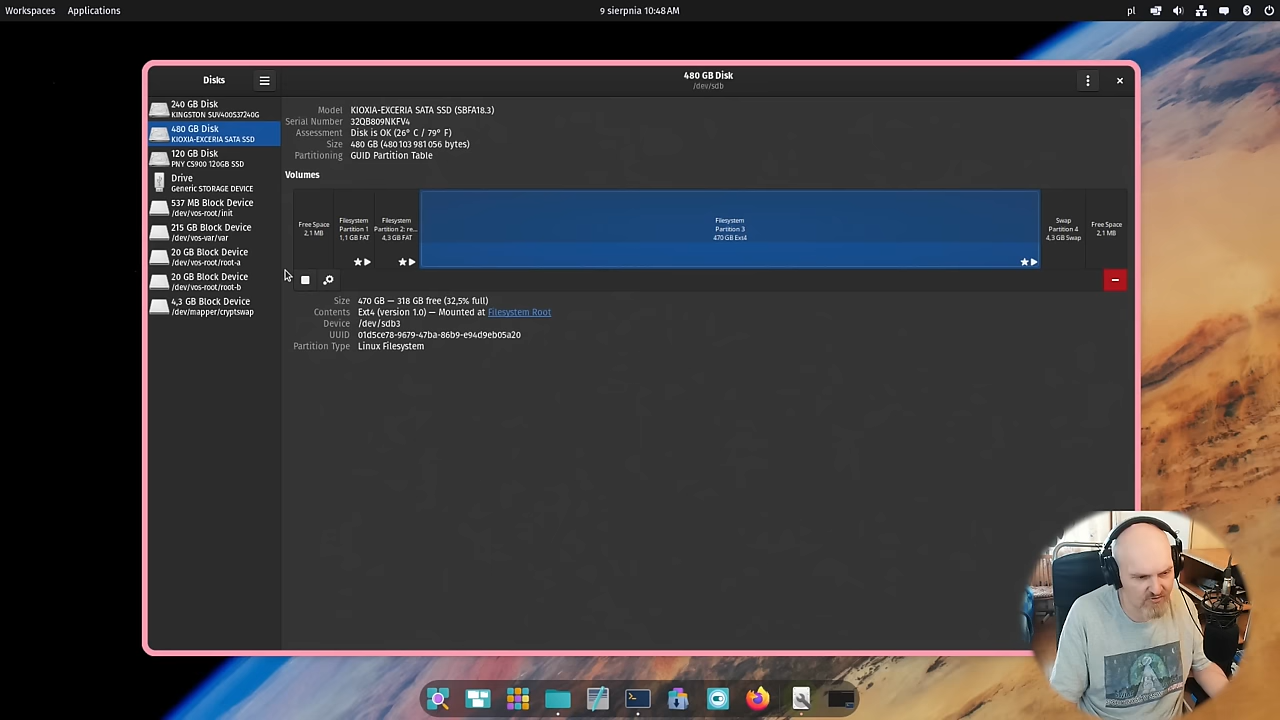 Workspaces Applications 9 sierpnia 10:48 AM pl
Disks
480 GB Disk
/dev/sdb
240 GB Disk
KINGSTON SUV400S37240G
480 GB Disk
KIOXIA-EXCERIA SATA SSD
120 GB Disk
PNY CS900 120GB SSD
Drive
Generic STORAGE DEVICE
537 MB Block Device
/dev/vos-root/init
215 GB Block Device
/dev/vos-var/var
20 GB Block Device
/dev/vos-root/root-a
20 GB Block Device
/dev/vos-root/root-b
4,3 GB Block Device
/dev/mapper/cryptswap
Model KIOXIA-EXCERIA SATA SSD (SBFA18.3)
Serial Number 32QB809NKFV4
Assessment Disk is OK (26° C / 79° F)
Size 480 GB (480 103 981 056 bytes)
Partitioning GUID Partition Table
Volumes
Free Space
2,1 MB
Filesystem
Partition 1
1,1 GB FAT
Filesystem
Partition 2: re...
4,3 GB FAT
Filesystem
Partition 3
470 GB Ext4
Swap
Partition 4
4,3 GB Swap
Free Space
2,1 MB
Size 470 GB — 318 GB free (32,5% full)
Contents Ext4 (version 1.0) — Mounted at Filesystem Root
Device /dev/sdb3
UUID 01d5ce78-9679-47ba-86b9-e94d9eb05a20
Partition Type Linux Filesystem